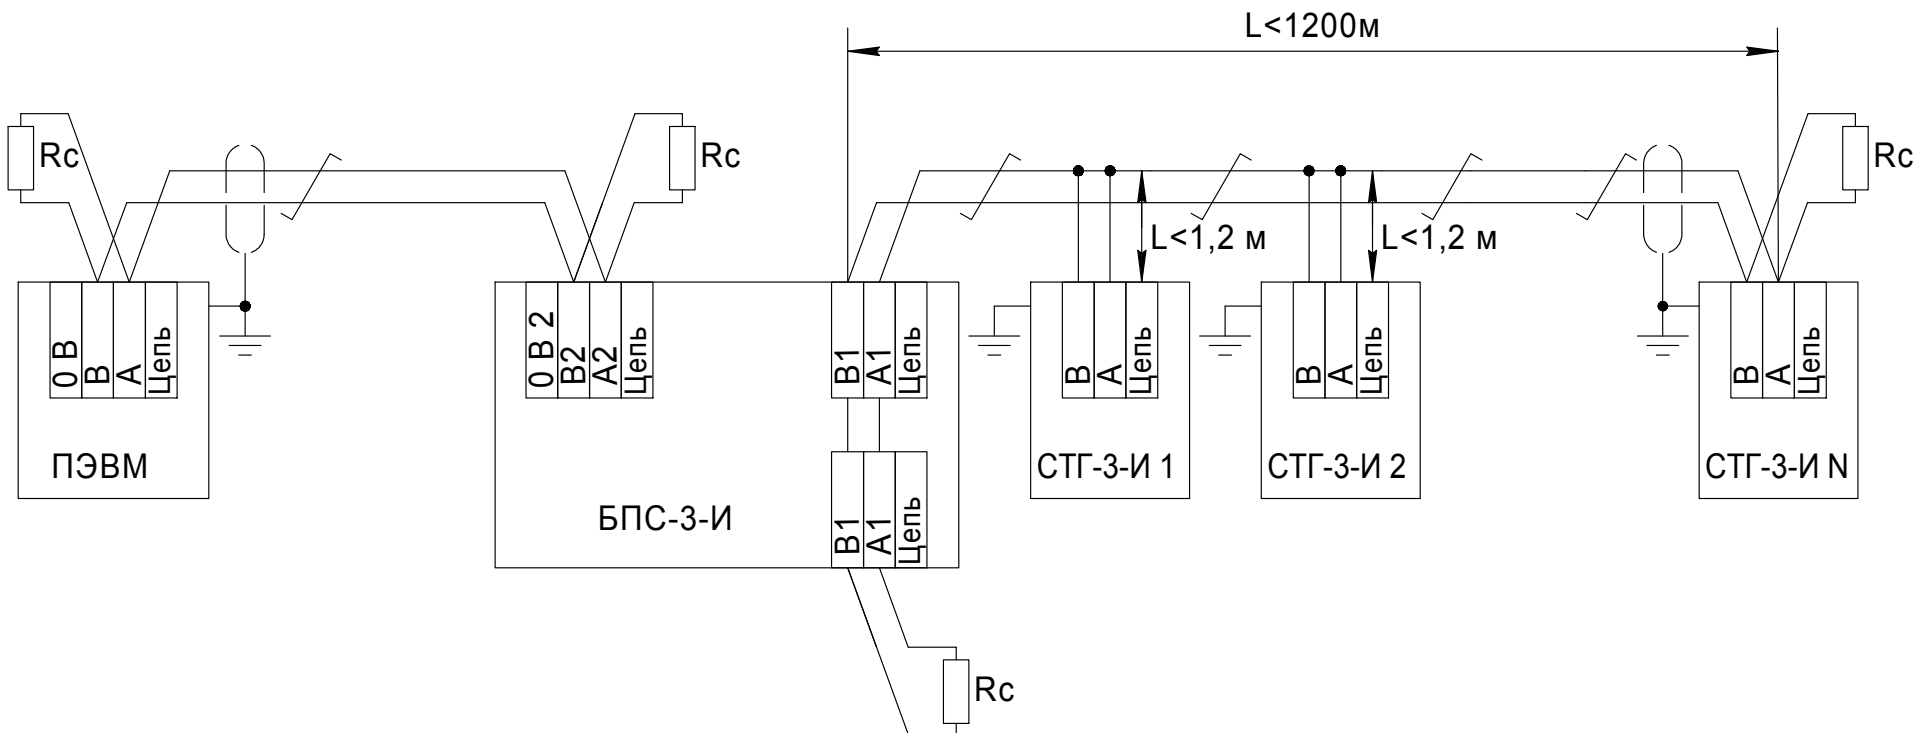 L<1200м
Rc
Rc
Rc
L<1,2 м
L<1,2 м
0 В
В
А
Цепь
0 В 2
В2
А2
Цепь
В1
А1
Цепь
В
А
Цепь
В
А
Цепь
В
А
Цепь
ПЭВМ
СТГ-3-И 1
СТГ-3-И 2
СТГ-3-И N
БПС-3-И
В1
А1
Цепь
Rc